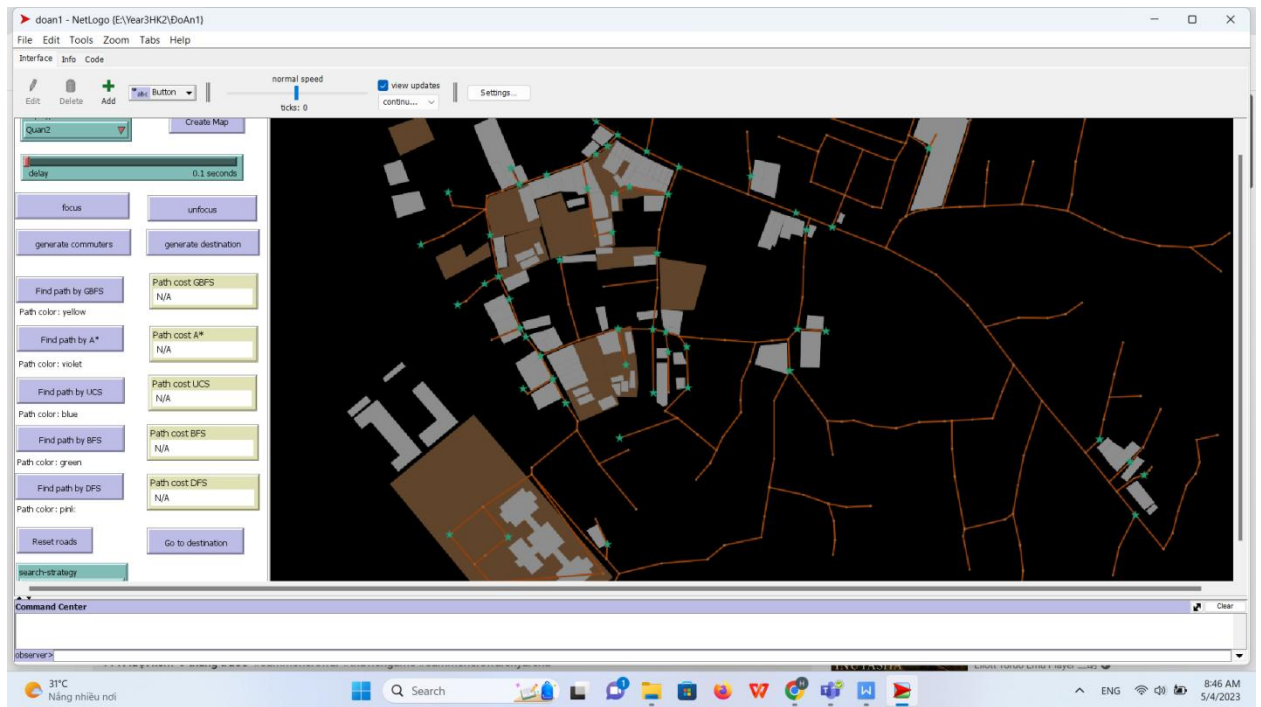 doan1 - NetLogo {E:\Year3HK2\ĐoAn1}
File Edit Tools Zoom Tabs Help
Interface Info Code
Edit Delete Add
abc Button
normal speed
ticks: 0
view updates
continu...
Settings...
Quan2
Create Map
delay 0.1 seconds
focus unfocus
generate commuters generate destination
Find path by GBFS
Path cost GBFS
N/A
Path color: yellow
Find path by A*
Path cost A*
N/A
Path color: violet
Find path by UCS
Path cost UCS
N/A
Path color: blue
Find path by BFS
Path cost BFS
N/A
Path color: green
Find path by DFS
Path cost DFS
N/A
Path color: pink
Reset roads Go to destination
search-strategy
Command Center Clear
observer>
31°C
Nắng nhiều nơi
Search
ENG
8:46 AM
5/4/2023